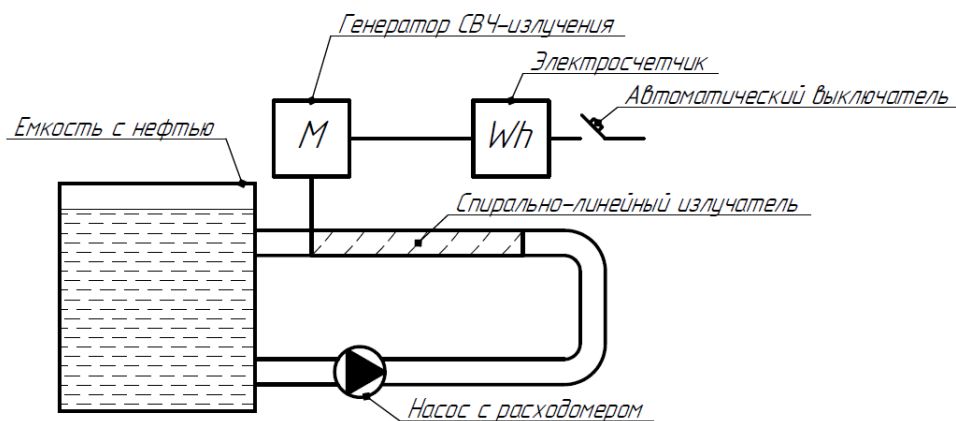 Генератор СВЧ-излучения
Электросчетчик
Автоматический выключатель
Емкость с нефтью
M
Wh
Спирально-линейный излучатель
Насос с расходомером